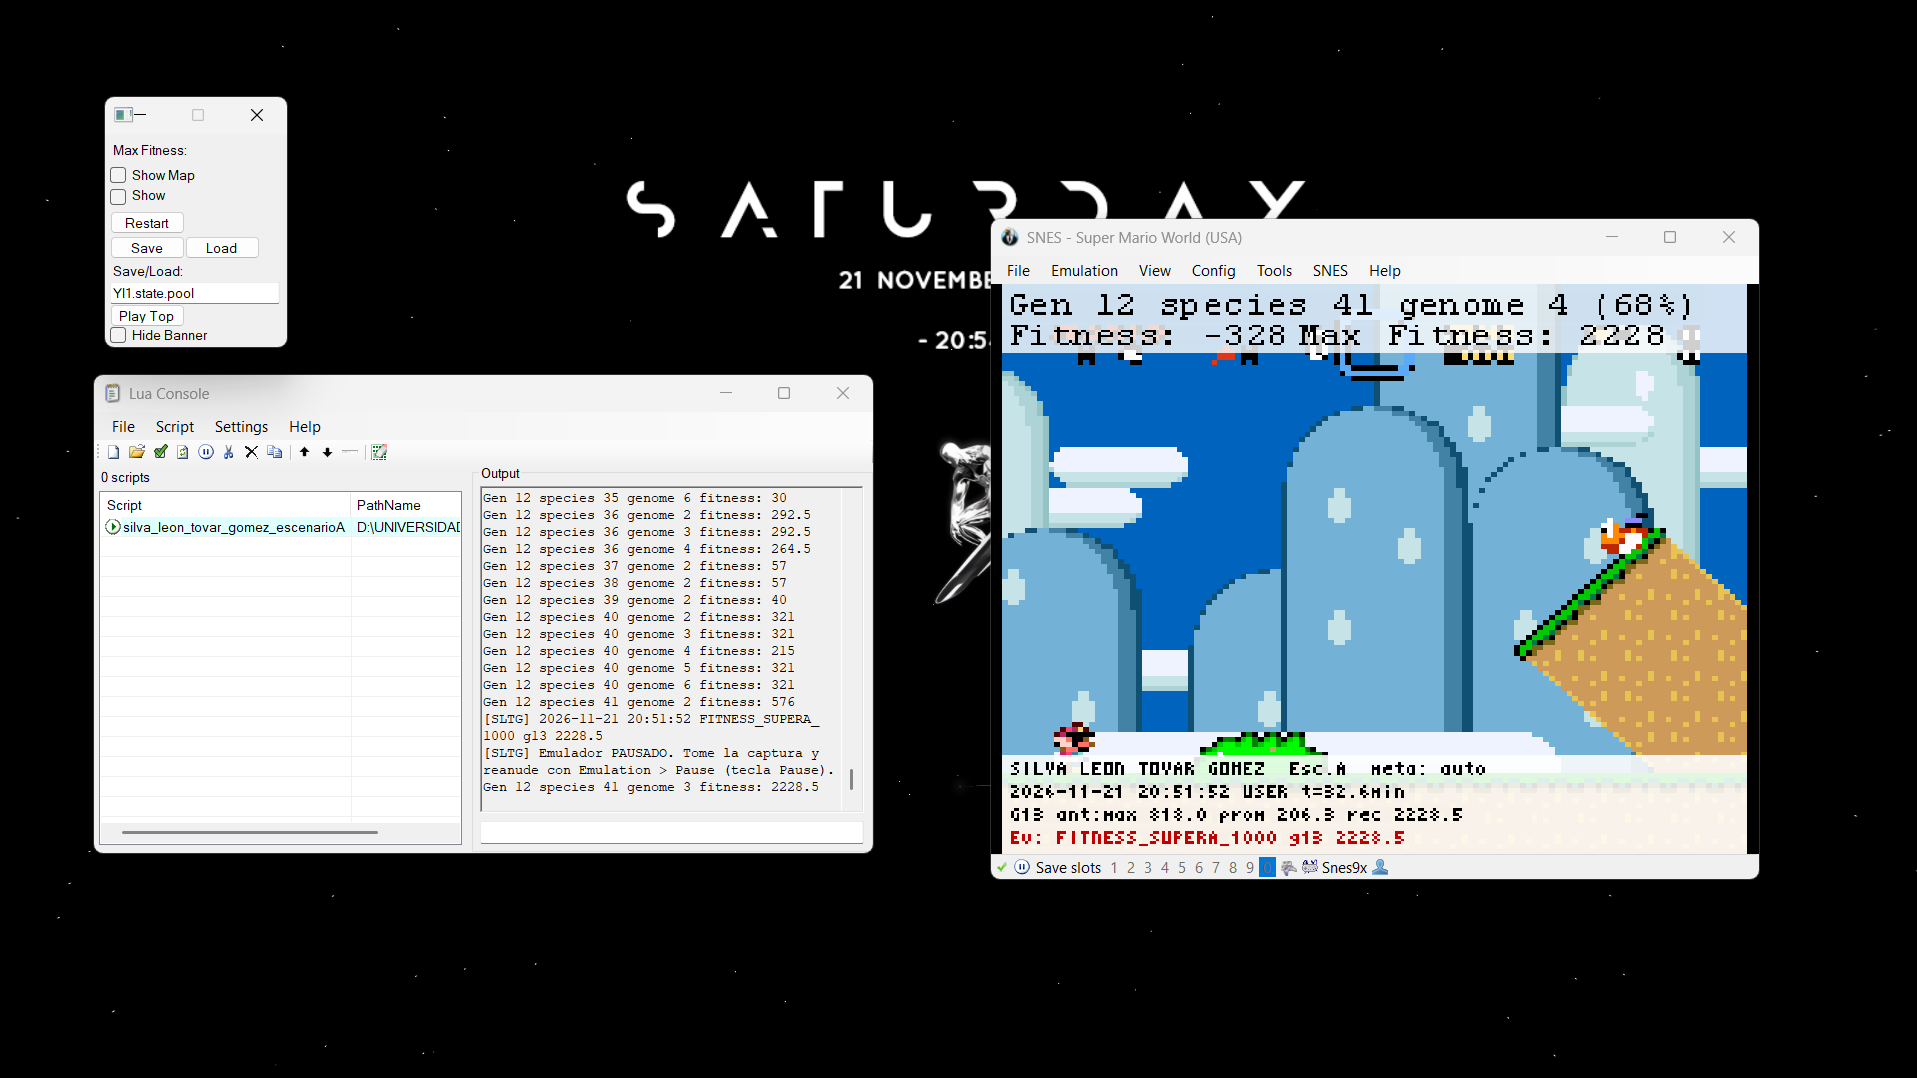 SATURDAY
21 NOVEMBE
- 20:5
Max Fitness:
Show Map
Show
Restart
Save Load
Save/Load:
YI1.state.pool
Play Top
Hide Banner
Lua Console
File Script Settings Help
0 scripts
Script PathName
silva_leon_tovar_gomez_escenarioA D:\UNIVERSIDAD
Output
Gen 12 species 35 genome 6 fitness: 30
Gen 12 species 36 genome 2 fitness: 292.5
Gen 12 species 36 genome 3 fitness: 292.5
Gen 12 species 36 genome 4 fitness: 264.5
Gen 12 species 37 genome 2 fitness: 57
Gen 12 species 38 genome 2 fitness: 57
Gen 12 species 39 genome 2 fitness: 40
Gen 12 species 40 genome 2 fitness: 321
Gen 12 species 40 genome 3 fitness: 321
Gen 12 species 40 genome 4 fitness: 215
Gen 12 species 40 genome 5 fitness: 321
Gen 12 species 40 genome 6 fitness: 321
Gen 12 species 41 genome 2 fitness: 576
[SLTG] 2026-11-21 20:51:52 FITNESS_SUPERA_
1000 g13 2228.5
[SLTG] Emulador PAUSADO. Tome la captura y
reanude con Emulation > Pause (tecla Pause).
Gen 12 species 41 genome 3 fitness: 2228.5
SNES - Super Mario World (USA)
File Emulation View Config Tools SNES Help
Gen 12 species 41 genome 4 (68%)
Fitness: -328 Max Fitness: 2228
SILVA LEON TOVAR GOMEZ Esc.A meta: auto
2026-11-21 20:51:52 USER t=32.6min
G13 ant:max 818.0 prom 206.3 rec 2228.5
Ev: FITNESS_SUPERA_1000 g13 2228.5
Save slots 1 2 3 4 5 6 7 8 9 0 Snes9x